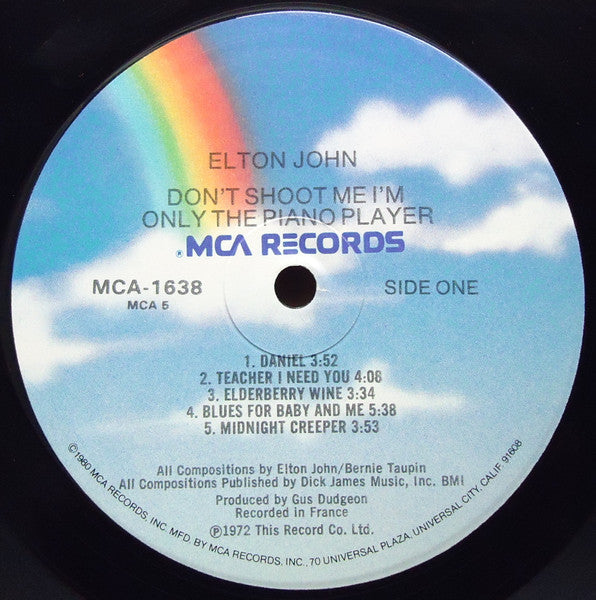 ELTON JOHN
DON'T SHOOT ME I'M
ONLY THE PIANO PLAYER
®MCA RECORDS
MCA-1638
MCA 5
SIDE ONE
1. DANIEL 3:52
2. TEACHER I NEED YOU 4:08
3. ELDERBERRY WINE 3:34
4. BLUES FOR BABY AND ME 5:38
5. MIDNIGHT CREEPER 3:53
All Compositions by Elton John/Bernie Taupin
All Compositions Published by Dick James Music, Inc. BMI
Produced by Gus Dudgeon
Recorded in France
℗1972 This Record Co. Ltd.
©1980 MCA RECORDS, INC. MFD. BY MCA RECORDS, INC., 70 UNIVERSAL PLAZA, UNIVERSAL CITY, CALIF. 91608